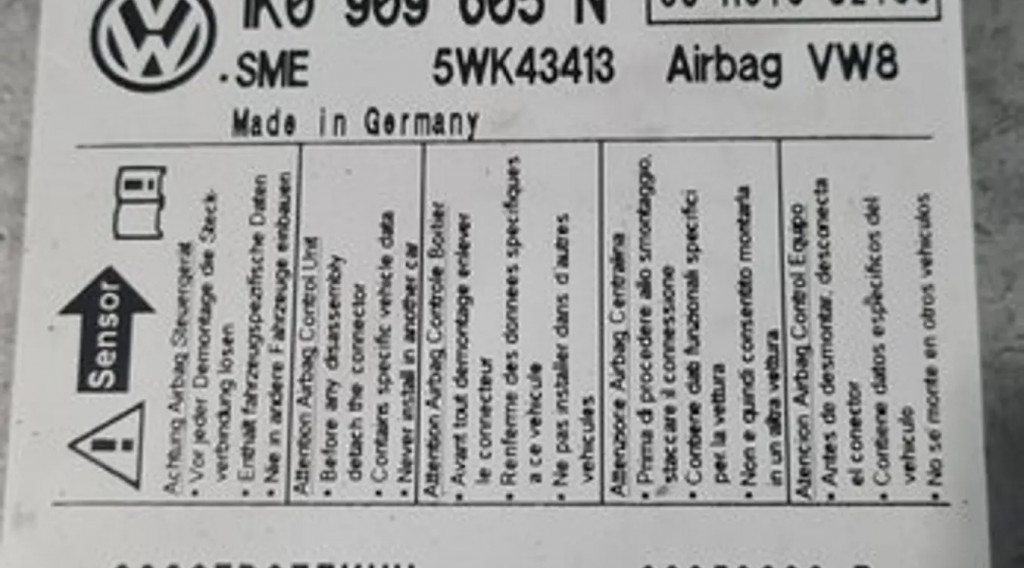 1K0 909 605 N
.SME 5WK43413 Airbag VW8
Made in Germany
Sensor
Achtung Airbag Steuergerät
• Vor jeder Demontage die Steck-
verbindung lösen
• Enthält fahrzeugspezifische Daten
• Nie in andere Fahrzeuge einbauen
Attention Airbag Control Unit
• Before any disassembly
detach the connector
• Contains specific vehicle data
• Never install in another car
Attention Airbag Controle Boitier
• Avant tout demontage enlever
le connecteur
• Renferme des donnees specifiques
a ce vehicule
• Ne pas installer dans d'autres
vehicules
Attenzione Airbag Centralina
• Prima di procedere allo smontaggio,
staccare il connessione
• Contiene dati funzionali specifici
per la vettura
• Non e quindi consentito montarla
in un altra vettura
Atencion Airbag Control Equipo
• Antes de desmontar, desconecta
el conector
• Contiene datos especificos del
vehiculo
• No se monte en otros vehiculos